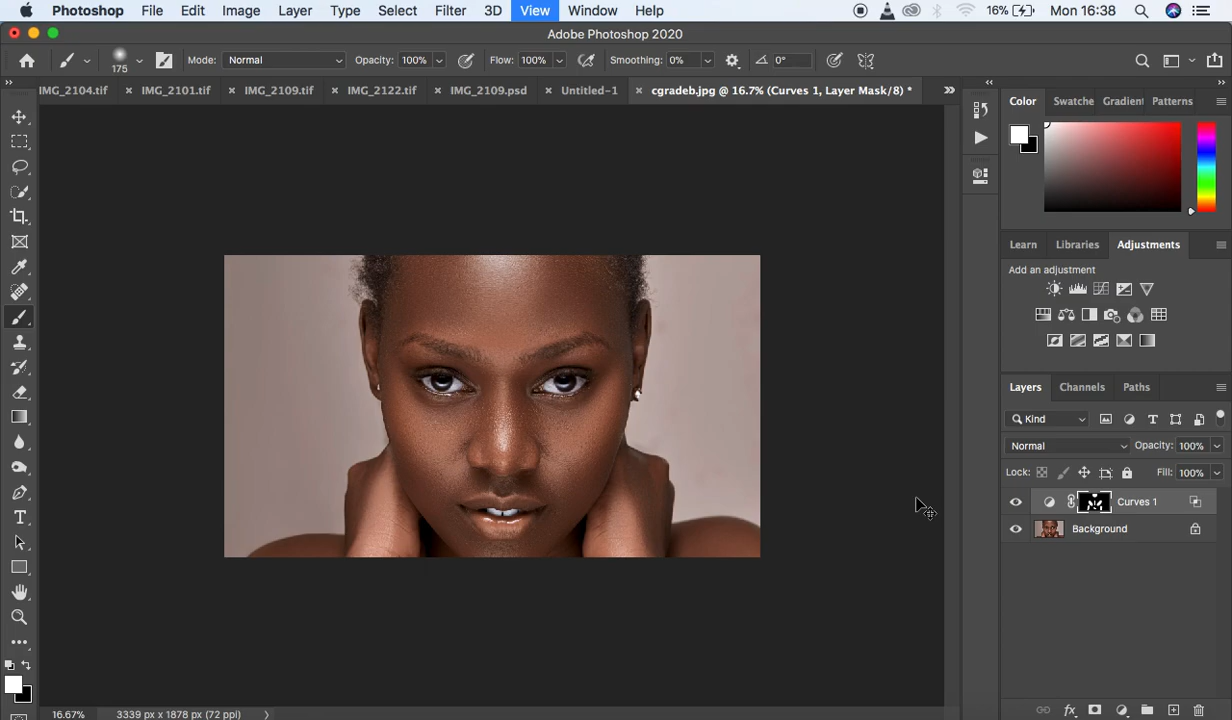 Photoshop File Edit Image Layer Type Select Filter 3D View Window Help 16% Mon 16:38
Adobe Photoshop 2020
175 Mode: Normal Opacity: 100% Flow: 100% Smoothing: 0% 0°
IMG_2104.tif IMG_2101.tif IMG_2109.tif IMG_2122.tif IMG_2109.psd Untitled-1 cgradeb.jpg @ 16.7% (Curves 1, Layer Mask/8) *
Color Swatche Gradient Patterns
Learn Libraries Adjustments
Add an adjustment
Layers Channels Paths
Kind
Normal Opacity: 100%
Lock: Fill: 100%
Curves 1
Background
16.67% 3339 px x 1878 px (72 ppi)